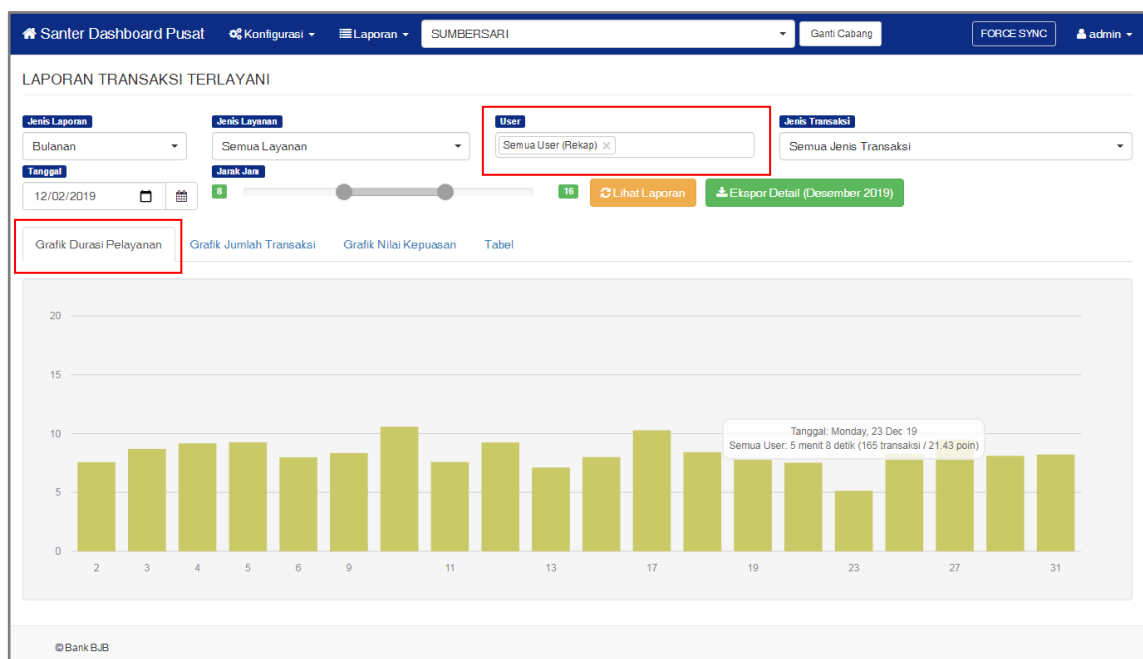 Santer Dashboard Pusat Konfigurasi Laporan SUMBERSARI Ganti Cabang FORCE SYNC admin
LAPORAN TRANSAKSI TERLAYANI
Jenis Laporan Jenis Layanan User Jenis Transaksi
Bulanan Semua Layanan Semua User (Rekap) × Semua Jenis Transaksi
Tanggal Jarak Jam
12/02/2019 8 16 Lihat Laporan Ekspor Detail (Desember 2019)
Grafik Durasi Pelayanan Grafik Jumlah Transaksi Grafik Nilai Kepuasan Tabel
20
15
10
Tanggal: Monday, 23 Dec 19
Semua User: 5 menit 8 detik (165 transaksi / 21.43 poin)
5
0
2 3 4 5 6 9 11 13 17 19 23 27 31
© Bank BJB